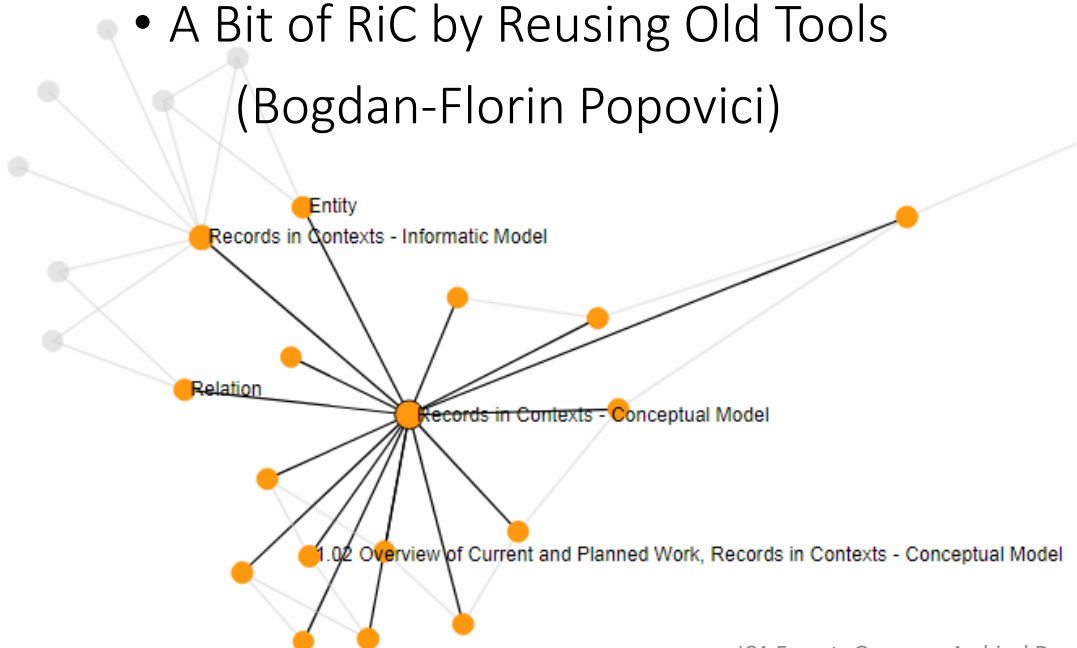 • A Bit of RiC by Reusing Old Tools
(Bogdan-Florin Popovici)
Entity
Records in Contexts - Informatic Model
Relation
Records in Contexts - Conceptual Model
1.02 Overview of Current and Planned Work, Records in Contexts - Conceptual Model